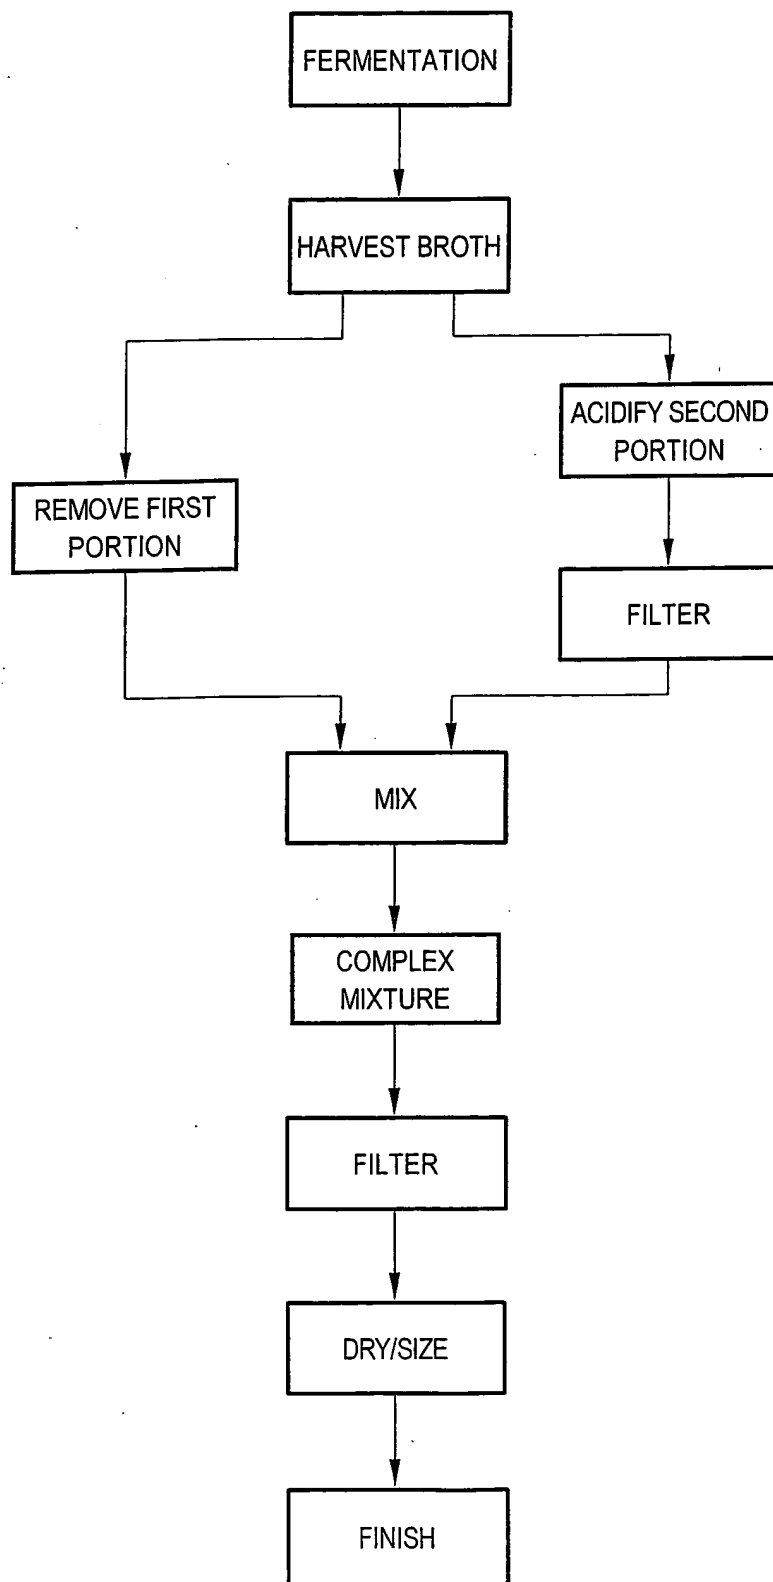 FERMENTATION
HARVEST BROTH
ACIDIFY SECOND
PORTION
REMOVE FIRST
PORTION
FILTER
MIX
COMPLEX
MIXTURE
FILTER
DRY/SIZE
FINISH